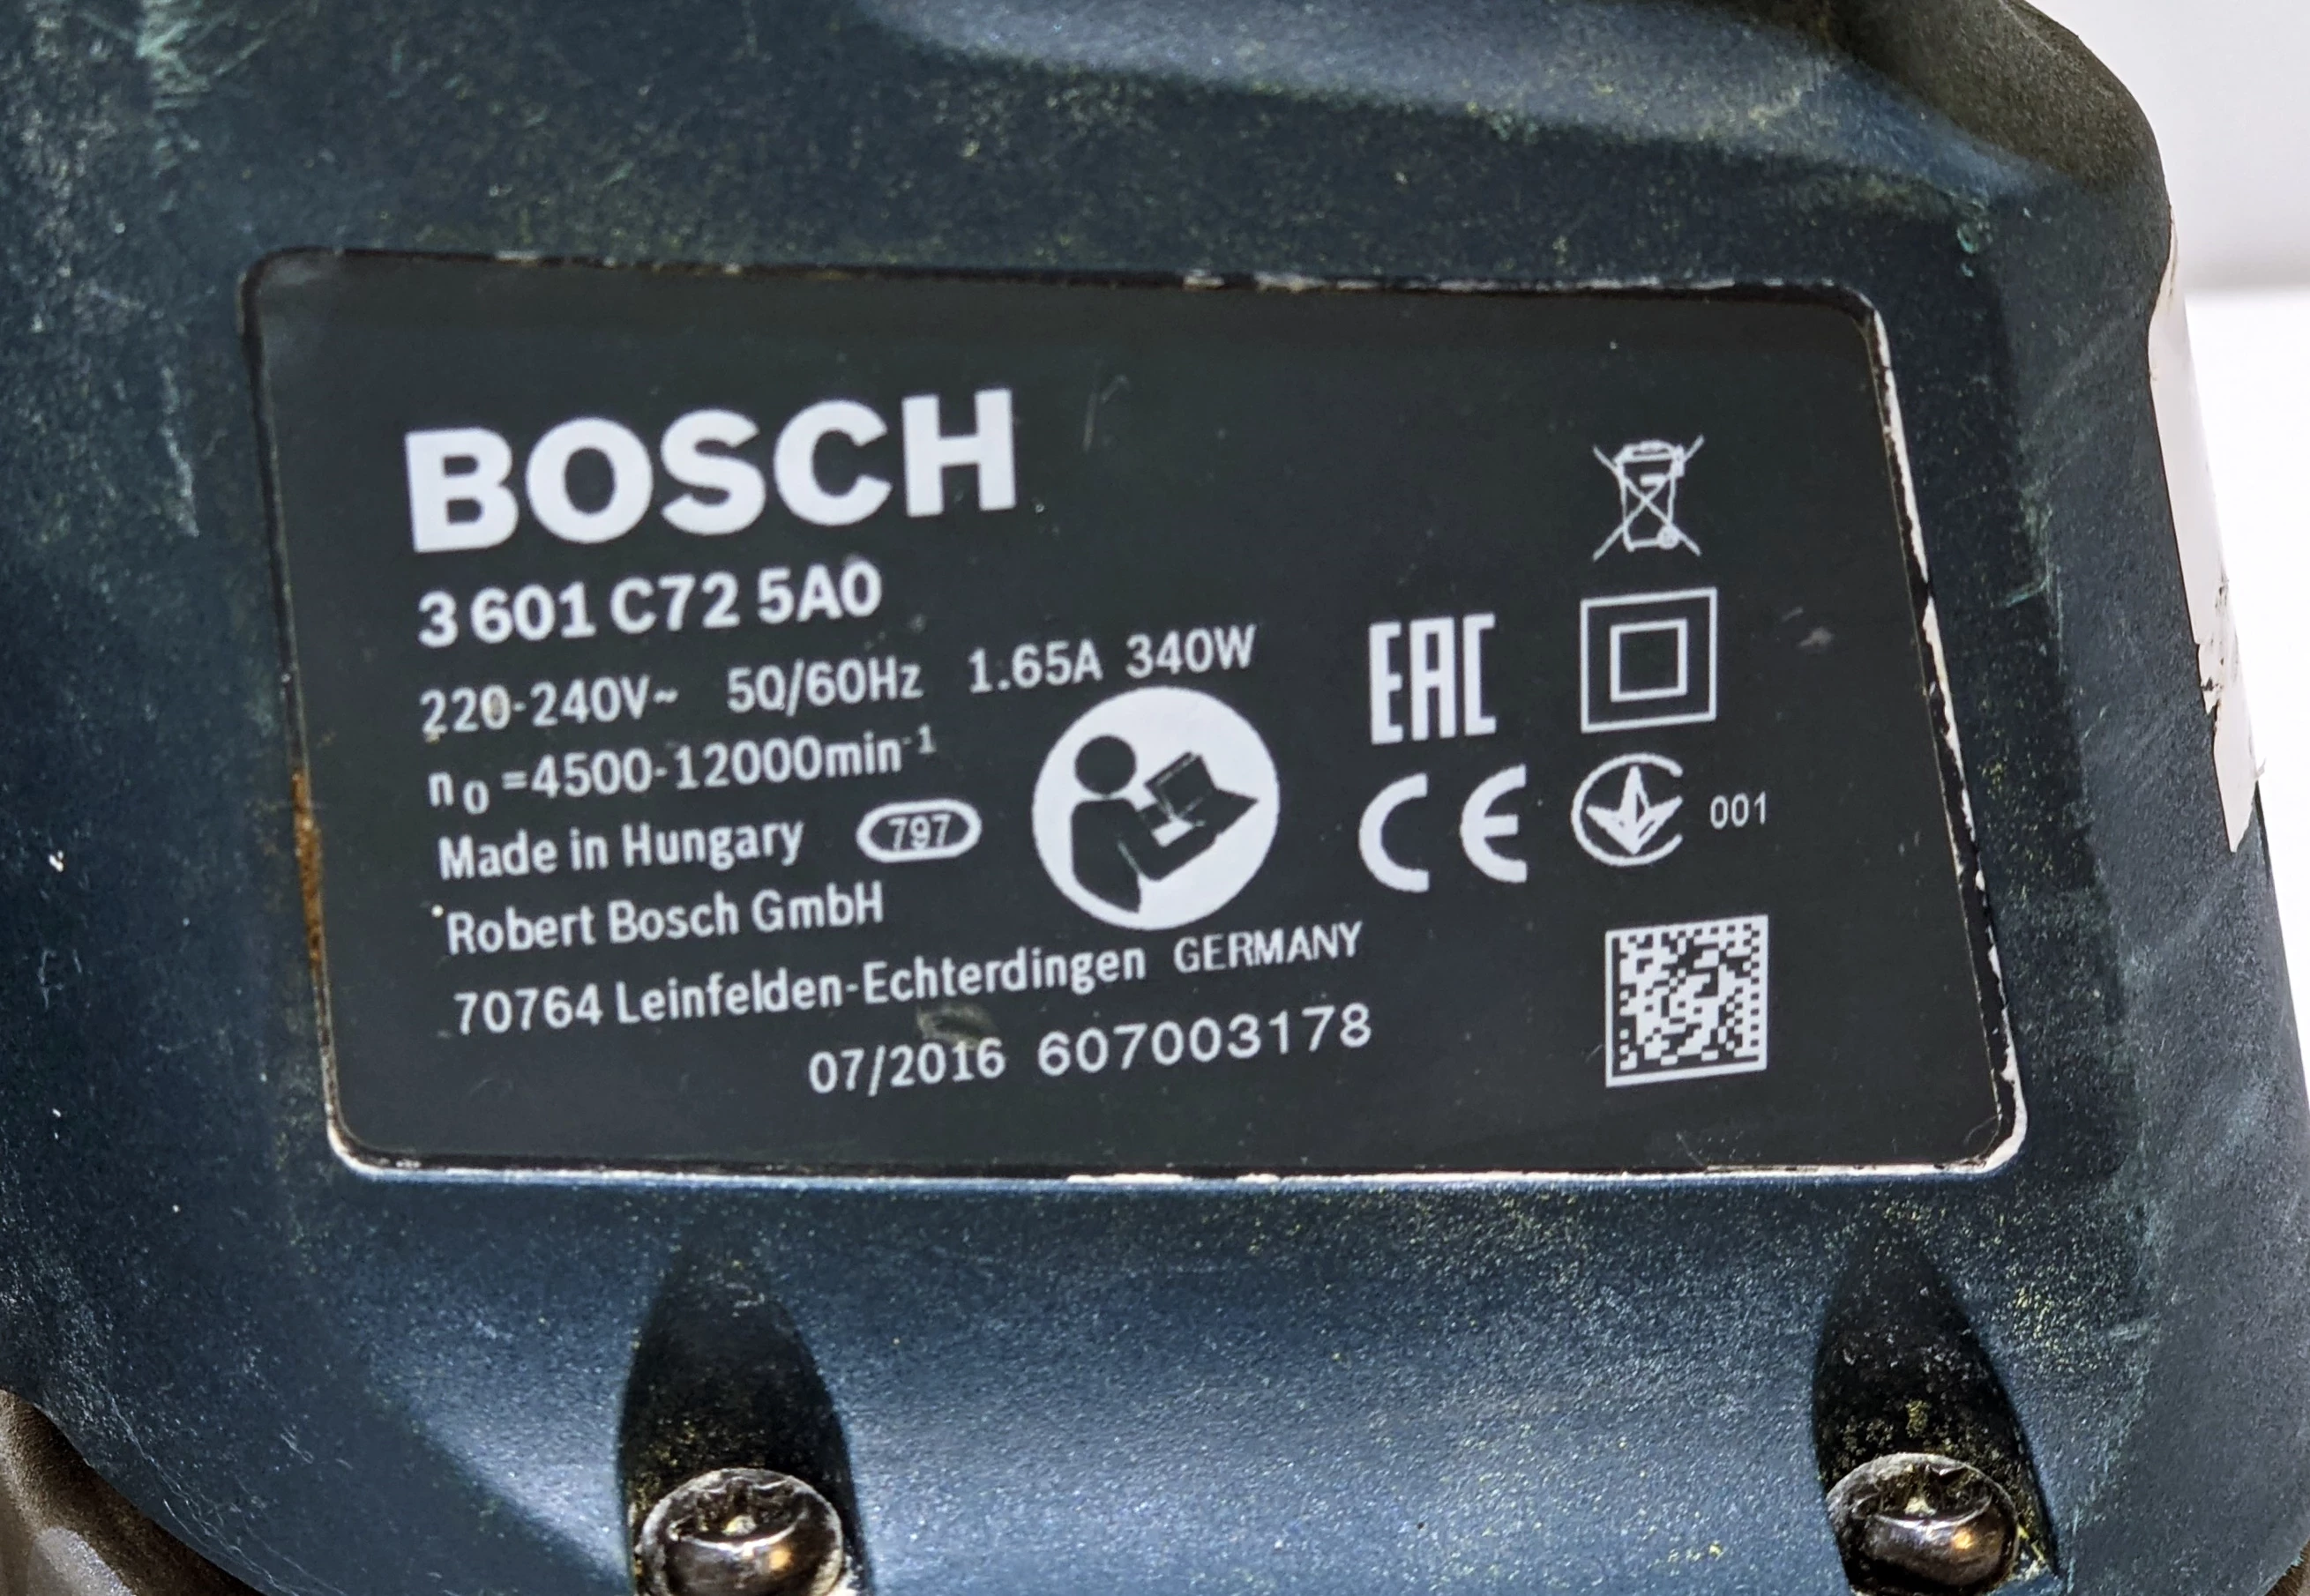 BOSCH
3 601 C72 5A0
220-240V~ 50/60Hz 1.65A 340W
n0 =4500-12000min-1
Made in Hungary 797
Robert Bosch GmbH
70764 Leinfelden-Echterdingen GERMANY
07/2016 607003178
EAC
CE
001